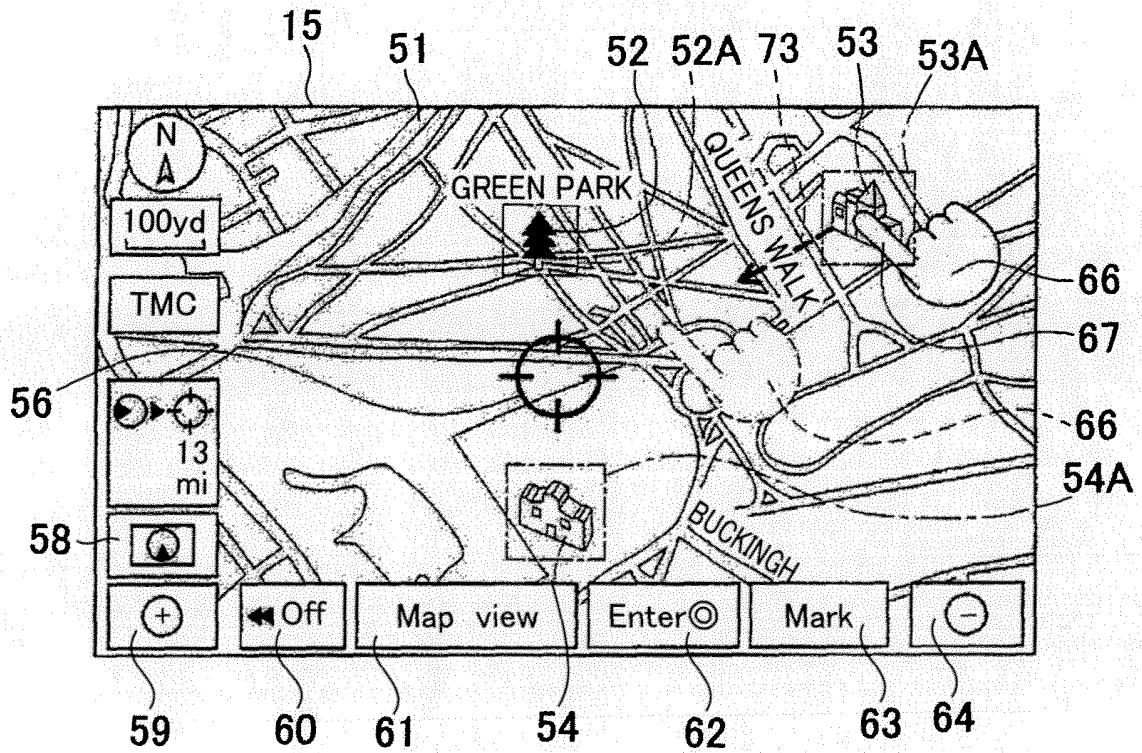 15
51
52
52A
73
53
53A
N
100yd
TMC
GREEN PARK
QUEENS WALK
66
67
56
13
mi
66
54A
58
BUCKINGH
+
Off
Map view
Enter
Mark
−
59
60
61
54
62
63
64